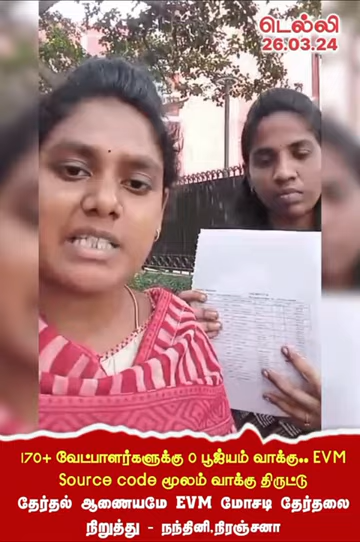 டெல்லி
26.03.24
170+ வேட்பாளர்களுக்கு 0 பூஜ்யம் வாக்கு.. EVM
Source code மூலம் வாக்கு திருட்டு
தேர்தல் ஆணையமே EVM மோசடி தேர்தலை
நிறுத்து - நந்தினி,நிரஞ்சனா